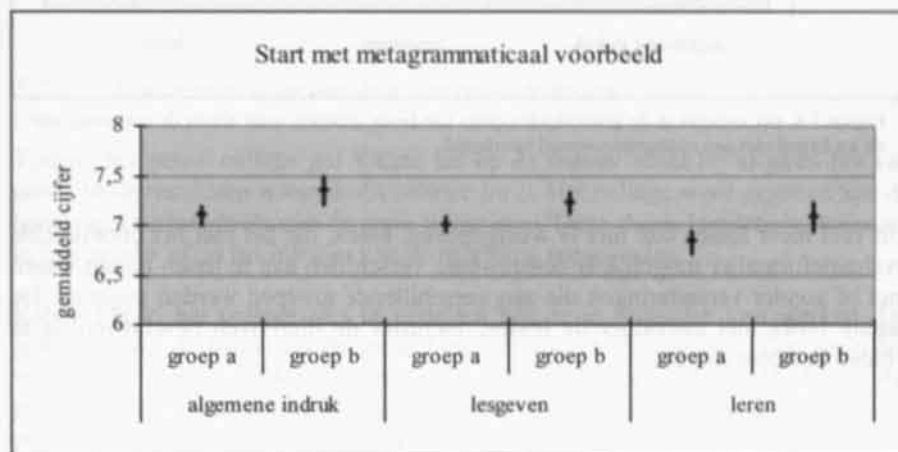 Start met metagrammaticaal voorbeeld
gemiddeld cijfer
8
7,5
7
6,5
6
groep a groep b groep a groep b groep a groep b
algemene indruk lesgeven leren